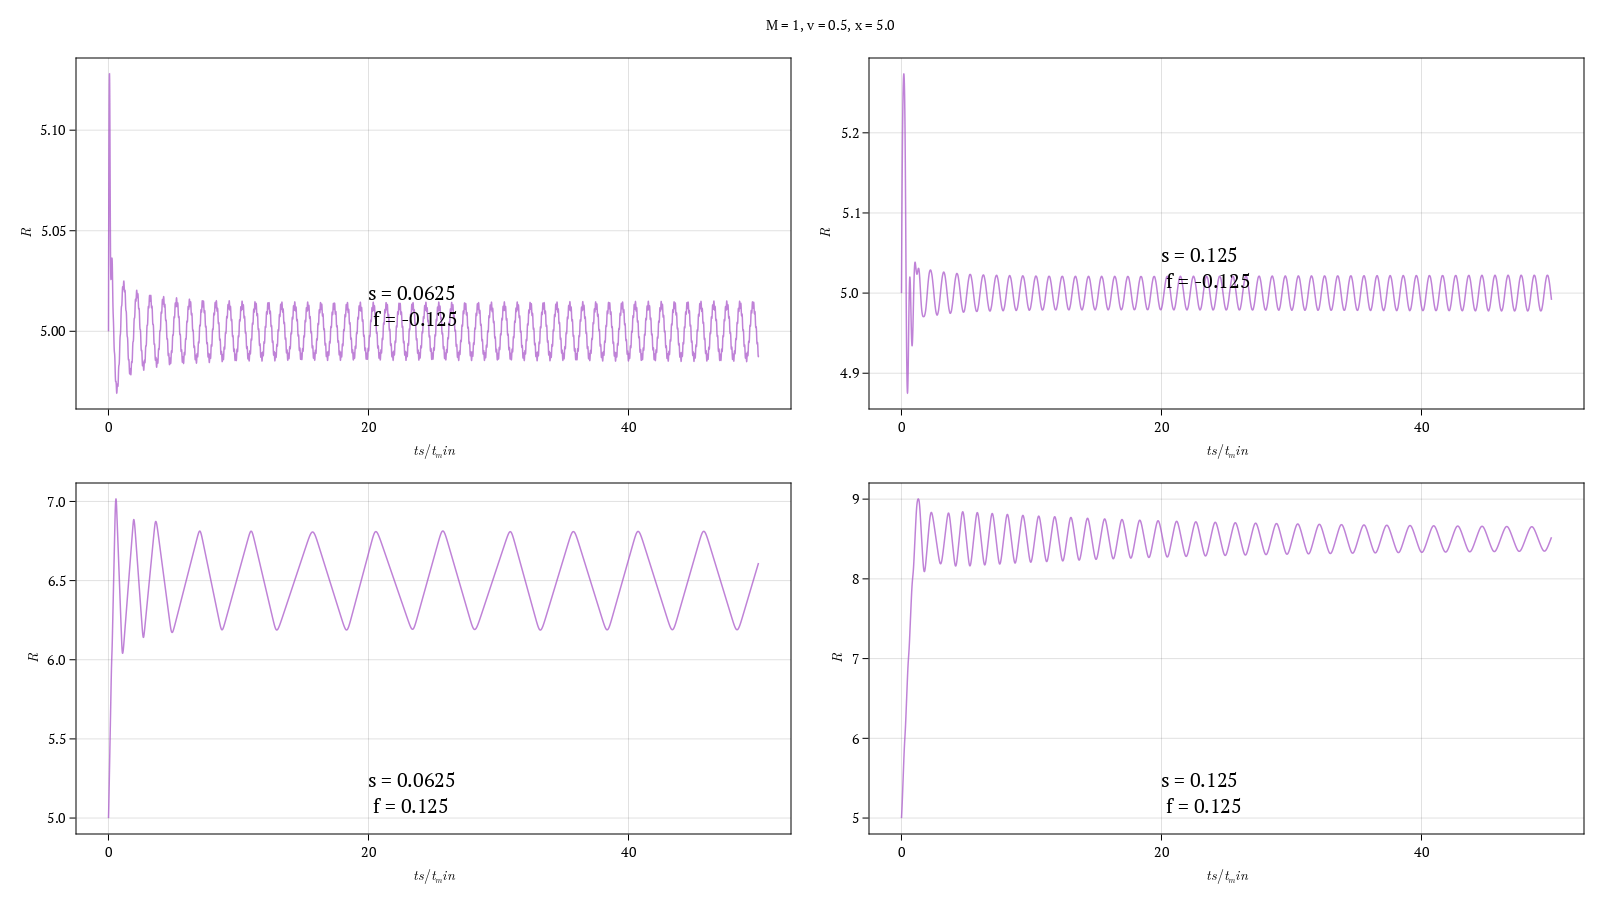 M = 1, v = 0.5, x = 5.0
5.10
5.05
5.00
R
s = 0.0625
f = -0.125
0 20 40
ts/t_min
5.2
5.1
5.0
4.9
R
s = 0.125
f = -0.125
0 20 40
ts/t_min
7.0
6.5
6.0
5.5
5.0
R
s = 0.0625
f = 0.125
0 20 40
ts/t_min
9
8
7
6
5
R
s = 0.125
f = 0.125
0 20 40
ts/t_min